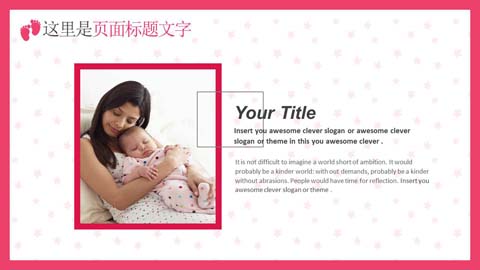 这里是页面标题文字
Your Title
Insert you awesome clever slogan or awesome clever
slogan or theme in this you awesome clever .
It is not difficult to imagine a world short of ambition. It would
probably be a kinder world: with out demands, probably be a kinder
without abrasions. People would have time for reflection. Insert you
awesome clever slogan or theme .